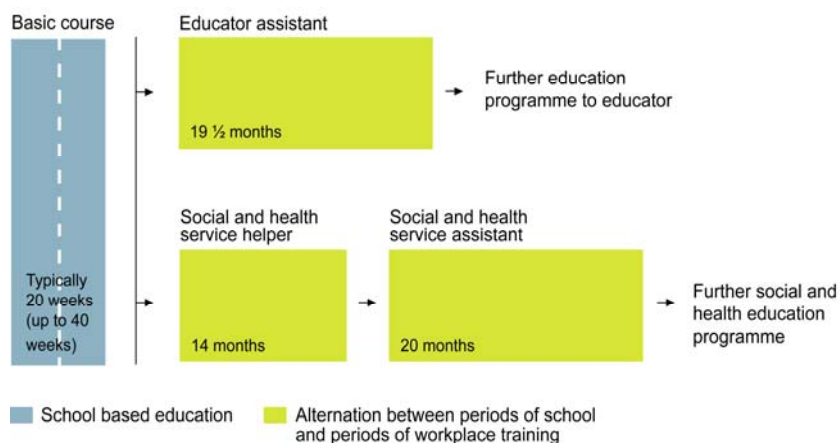 Basic course
Educator assistant
Further education
programme to educator
19 ½ months
Social and health
service helper
Social and health
service assistant
Typically
20 weeks
(up to 40
weeks)
14 months
20 months
Further social and
health education
programme
School based education
Alternation between periods of school
and periods of workplace training